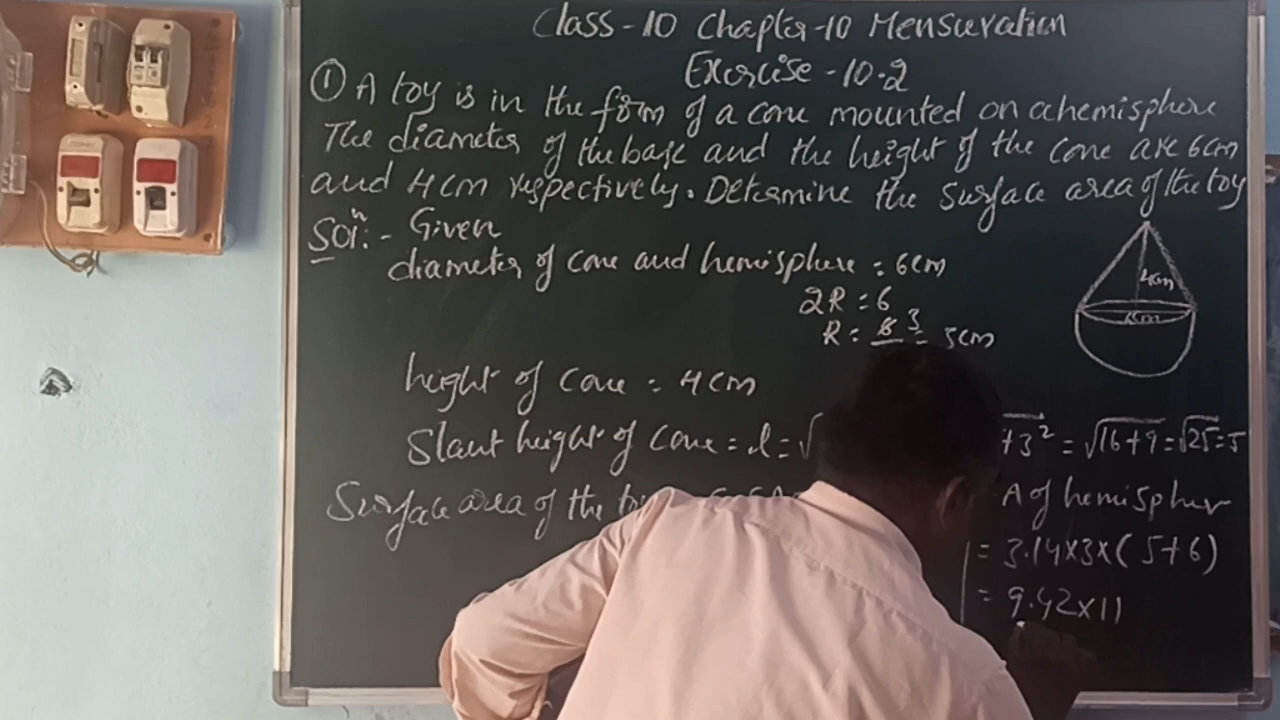 Class-10 Chapter-10 Mensuration
Exercise-10.2
① A toy is in the form of a cone mounted on a hemisphere
The diameter of the base and the height of the cone are 6cm
and 4cm respectively. Determine the surface area of the toy
Solⁿ:- Given
diameter of cone and hemisphere = 6cm
2R = 6
R = 6 3 = 3cm
4cm
6cm
height of cone = 4cm
Slant height of cone = l = √ +3² = √16+9 = √25 = 5
Surface area of the A of hemispher
= 3.14×3×(5+6)
= 9.42×11